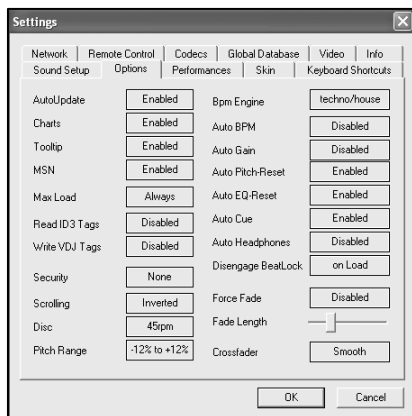 Settings
Network Remote Control Codecs Global Database Video Info
Sound Setup Options Performances Skin Keyboard Shortcuts
AutoUpdate Enabled
Charts Enabled
Tooltip Enabled
MSN Enabled
Max Load Always
Read ID3 Tags Disabled
Write VDJ Tags Disabled
Security None
Scrolling Inverted
Disc 45rpm
Pitch Range -12% to +12%
Bpm Engine techno/house
Auto BPM Disabled
Auto Gain Disabled
Auto Pitch-Reset Enabled
Auto EQ-Reset Enabled
Auto Cue Enabled
Auto Headphones Disabled
Disengage BeatLock on Load
Force Fade Disabled
Fade Length
Crossfader Smooth
OK Cancel